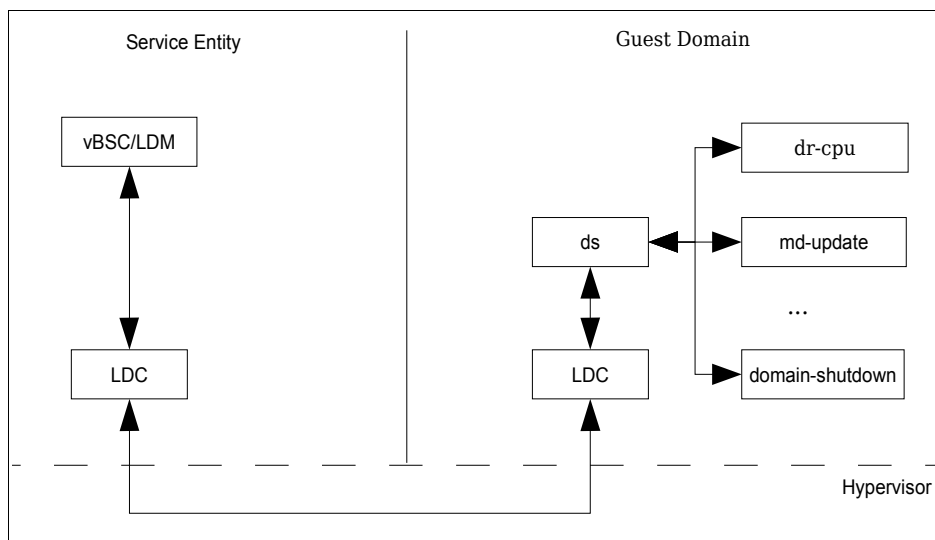 Service Entity
Guest Domain
vBSC/LDM
dr-cpu
ds
md-update
...
LDC
LDC
domain-shutdown
Hypervisor